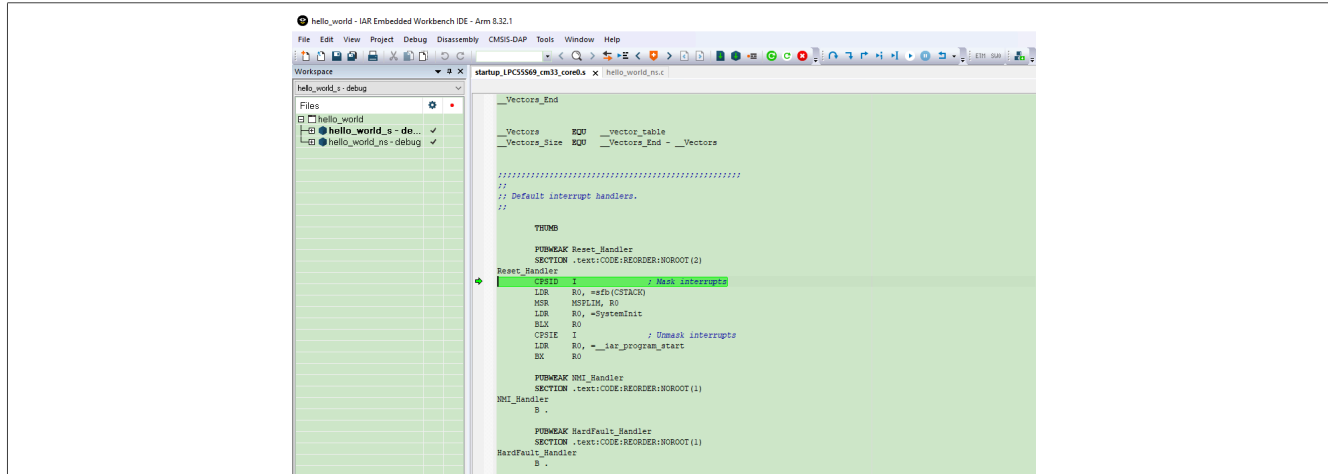 hello_world - IAR Embedded Workbench IDE - Arm 8.32.1
File Edit View Project Debug Disassembly CMSIS-DAP Tools Window Help
Workspace
startup_LPC55S69_cm33_core0.s x hello_world_ns.c
hello_world_s - debug
Files
hello_world
hello_world_s - de...
hello_world_ns - debug
__Vectors_End
__Vectors EQU __vector_table
__Vectors_Size EQU __Vectors_End - __Vectors
;;;;;;;;;;;;;;;;;;;;;;;;;;;;;;;;;;;;;;;;;;;;;;;;;;;;
;;
;; Default interrupt handlers.
;;
THUMB
PUBWEAK Reset_Handler
SECTION .text:CODE:REORDER:NOROOT(2)
Reset_Handler
CPSID I ; Mask interrupts
LDR R0, =sfb(CSTACK)
MSR MSPLIM, R0
LDR R0, =SystemInit
BLX R0
CPSIE I ; Unmask interrupts
LDR R0, =__iar_program_start
BX R0
PUBWEAK NMI_Handler
SECTION .text:CODE:REORDER:NOROOT(1)
NMI_Handler
B .
PUBWEAK HardFault_Handler
SECTION .text:CODE:REORDER:NOROOT(1)
HardFault_Handler
B .